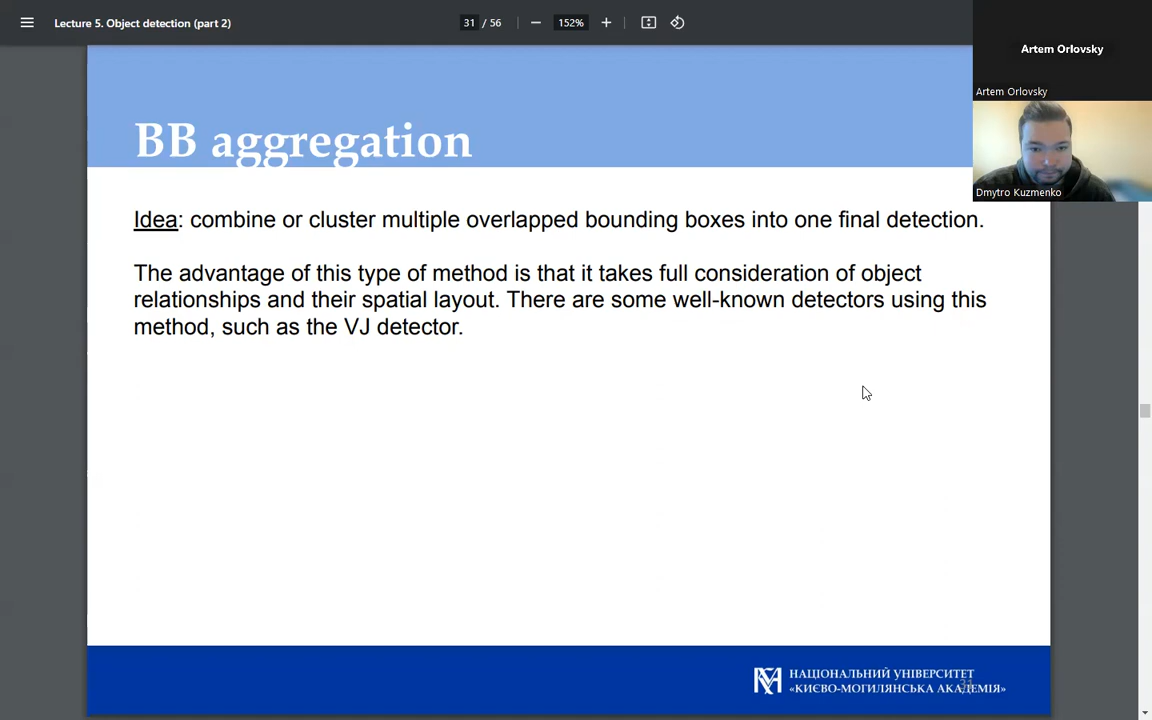 Lecture 5. Object detection (part 2)
31 / 56
152%
Artem Orlovsky
Artem Orlovsky
Dmytro Kuzmenko
BB aggregation
Idea: combine or cluster multiple overlapped bounding boxes into one final detection.
The advantage of this type of method is that it takes full consideration of object
relationships and their spatial layout. There are some well-known detectors using this
method, such as the VJ detector.
НАЦІОНАЛЬНИЙ УНІВЕРСИТЕТ
«КИЄВО-МОГИЛЯНСЬКА АКАДЕМІЯ»
31